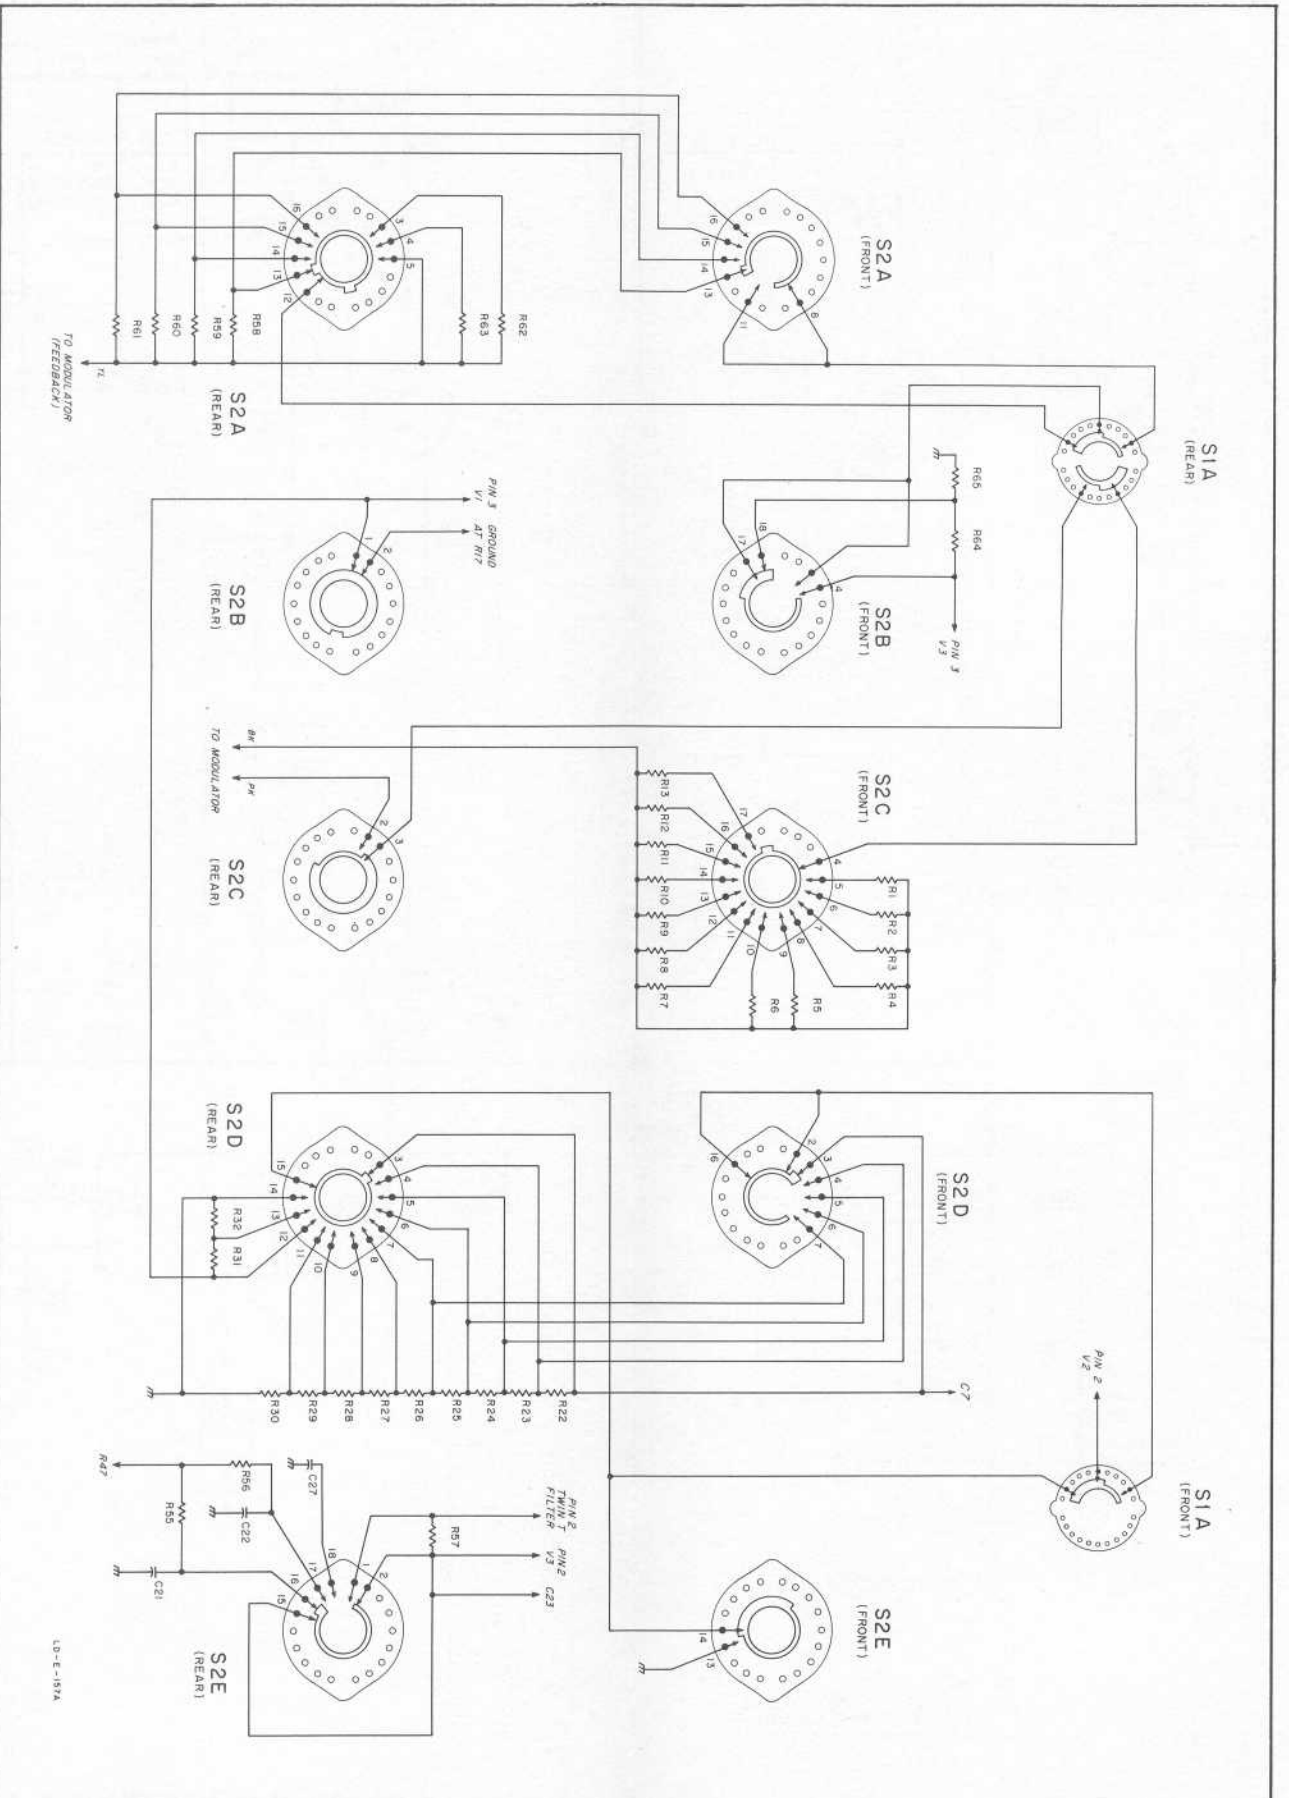 S1A
(REAR)
S1A
(FRONT)
S2A
(FRONT)
16
15
14
13
11
8
R65
R64
PIN 3
V3
S2B
(FRONT)
18
17
4
S2C
(FRONT)
17
16
15
14
13
12
11
10
9
8
7
6
5
4
R13
R12
R11
R10
R9
R8
R7
R6
R5
R4
R3
R2
R1
S2D
(FRONT)
16
2
3
4
5
6
7
PIN 2
V2
C7
S2E
(FRONT)
14
13
S2A
(REAR)
16
15
14
13
12
3
4
5
R62
R63
R58
R59
R60
R61
YL
TO MODULATOR
(FEEDBACK)
PIN 3
V1
GROUND
AT R17
1
2
S2B
(REAR)
BK
PK
TO MODULATOR
2
3
S2C
(REAR)
S2D
(REAR)
15
14
13
12
11
10
9
8
7
6
5
4
3
R32
R31
R22
R23
R24
R25
R26
R27
R28
R29
R30
PIN 2
TWIN T
FILTER
PIN 2
V3
C23
R57
C27
R56
C22
R47
R55
C21
18
17
16
15
1
2
S2E
(REAR)
LD-E-157A